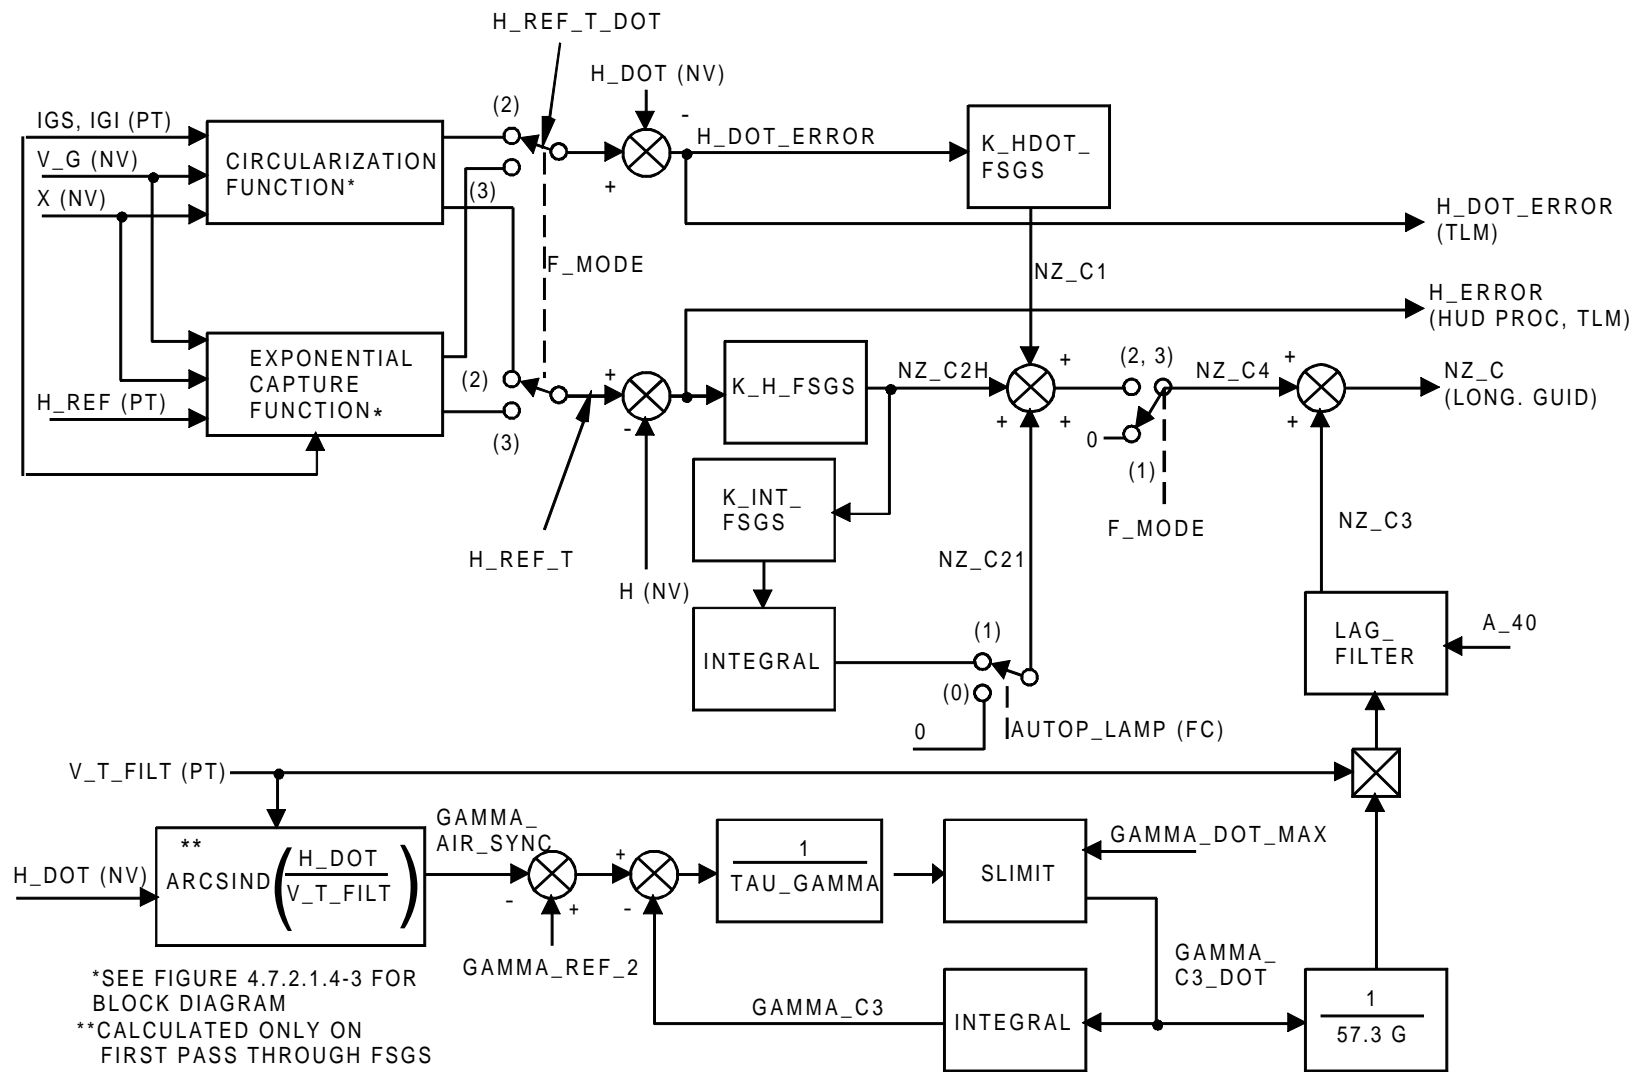 H_REF_T_DOT
H_DOT (NV)
-
(2)
IGS, IGI (PT)
V_G (NV)
X (NV)
CIRCULARIZATION
FUNCTION*
(3)
+
H_DOT_ERROR
K_HDOT_
FSGS
H_DOT_ERROR
(TLM)
F_MODE
NZ_C1
H_ERROR
(HUD PROC, TLM)
EXPONENTIAL
CAPTURE
FUNCTION*
H_REF (PT)
(2)
(3)
+
-
K_H_FSGS
NZ_C2H
+
+
+
(2, 3)
0
(1)
F_MODE
NZ_C4
+
+
NZ_C
(LONG. GUID)
H_REF_T
H (NV)
K_INT_
FSGS
NZ_C21
NZ_C3
INTEGRAL
(1)
(0)
0
AUTOP_LAMP (FC)
LAG_
FILTER
A_40
V_T_FILT (PT)
H_DOT (NV)
**
ARCSIND
(
H_DOT
V_T_FILT
)
GAMMA_
AIR_SYNC
-
+
GAMMA_REF_2
+
-
1
TAU_GAMMA
SLIMIT
GAMMA_DOT_MAX
GAMMA_
C3_DOT
GAMMA_C3
INTEGRAL
1
57.3 G
*SEE FIGURE 4.7.2.1.4-3 FOR
BLOCK DIAGRAM
**CALCULATED ONLY ON
FIRST PASS THROUGH FSGS